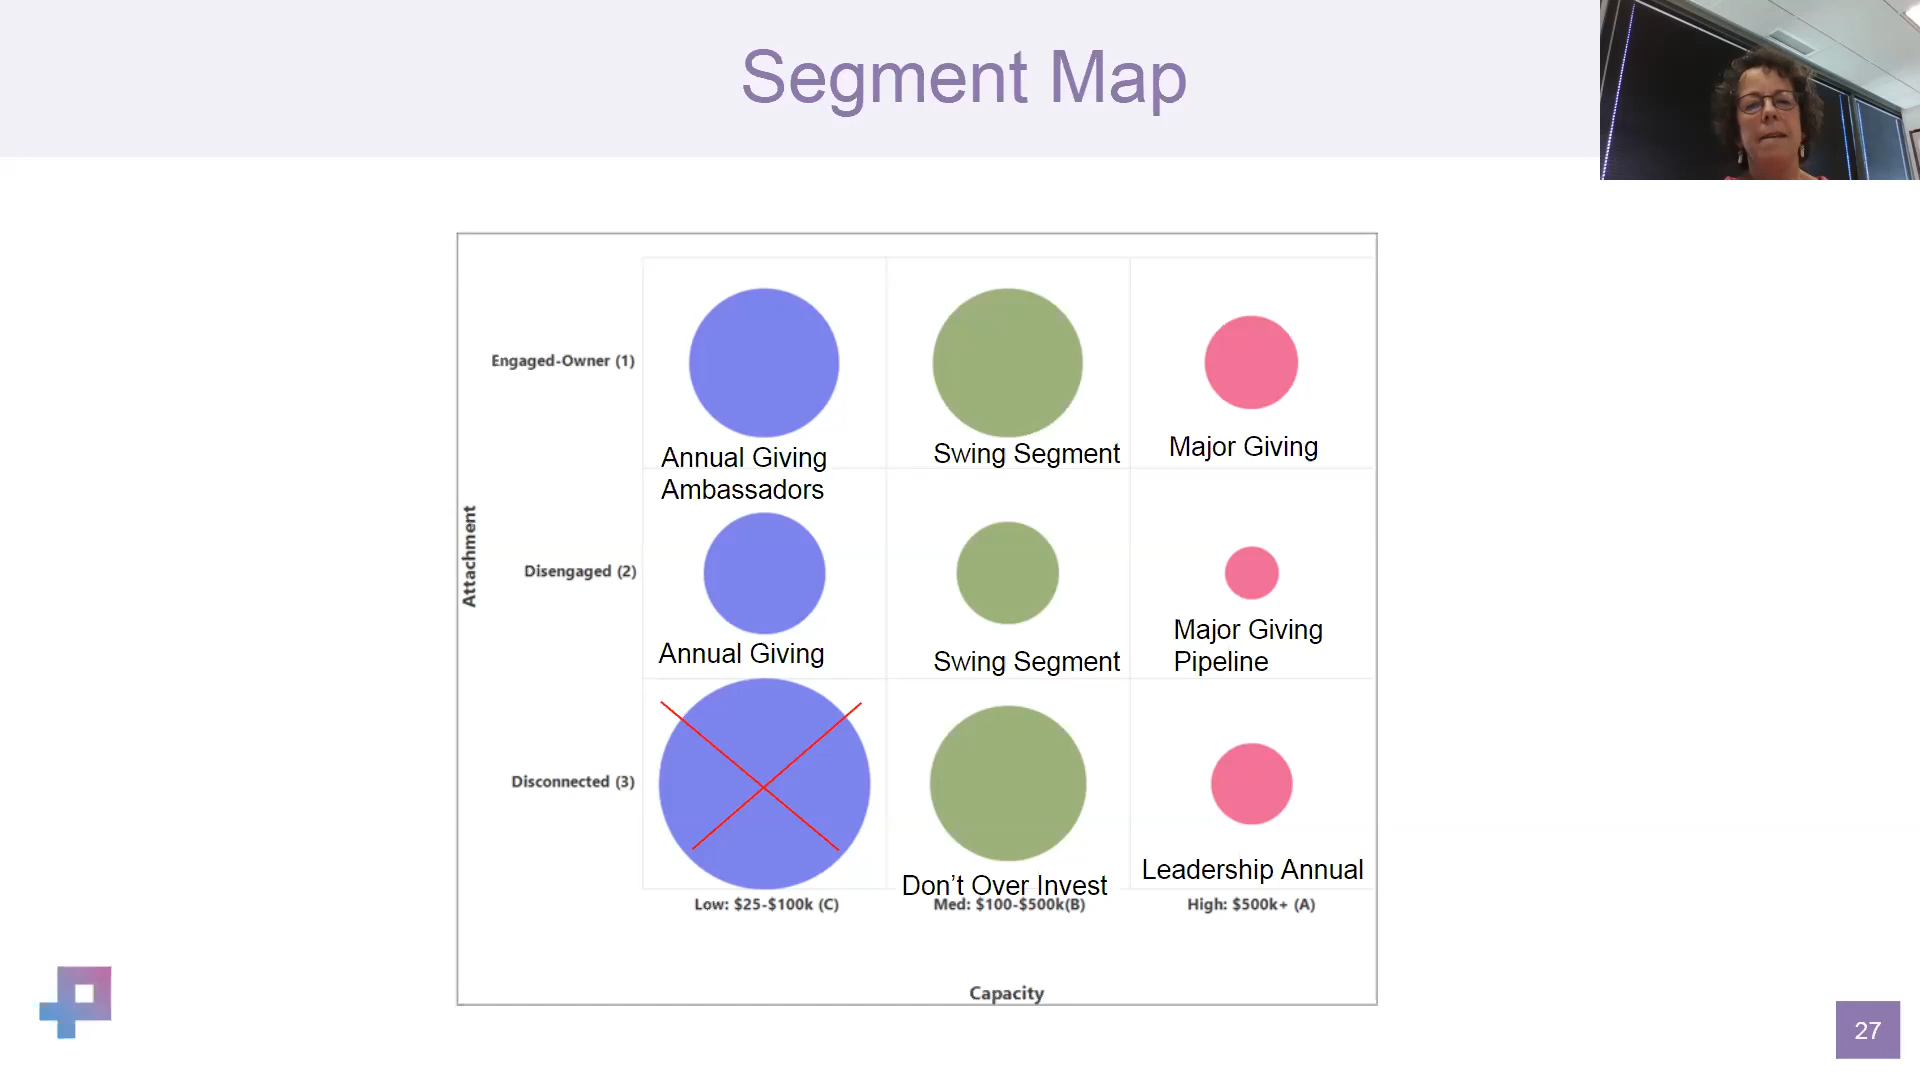 Segment Map
Engaged-Owner (1)
Annual Giving
Ambassadors
Swing Segment
Major Giving
Attachment
Disengaged (2)
Annual Giving
Swing Segment
Major Giving
Pipeline
Disconnected (3)
Don’t Over Invest
Leadership Annual
Low: $25-$100k (C)
Med: $100-$500k(B)
High: $500k+ (A)
Capacity
27